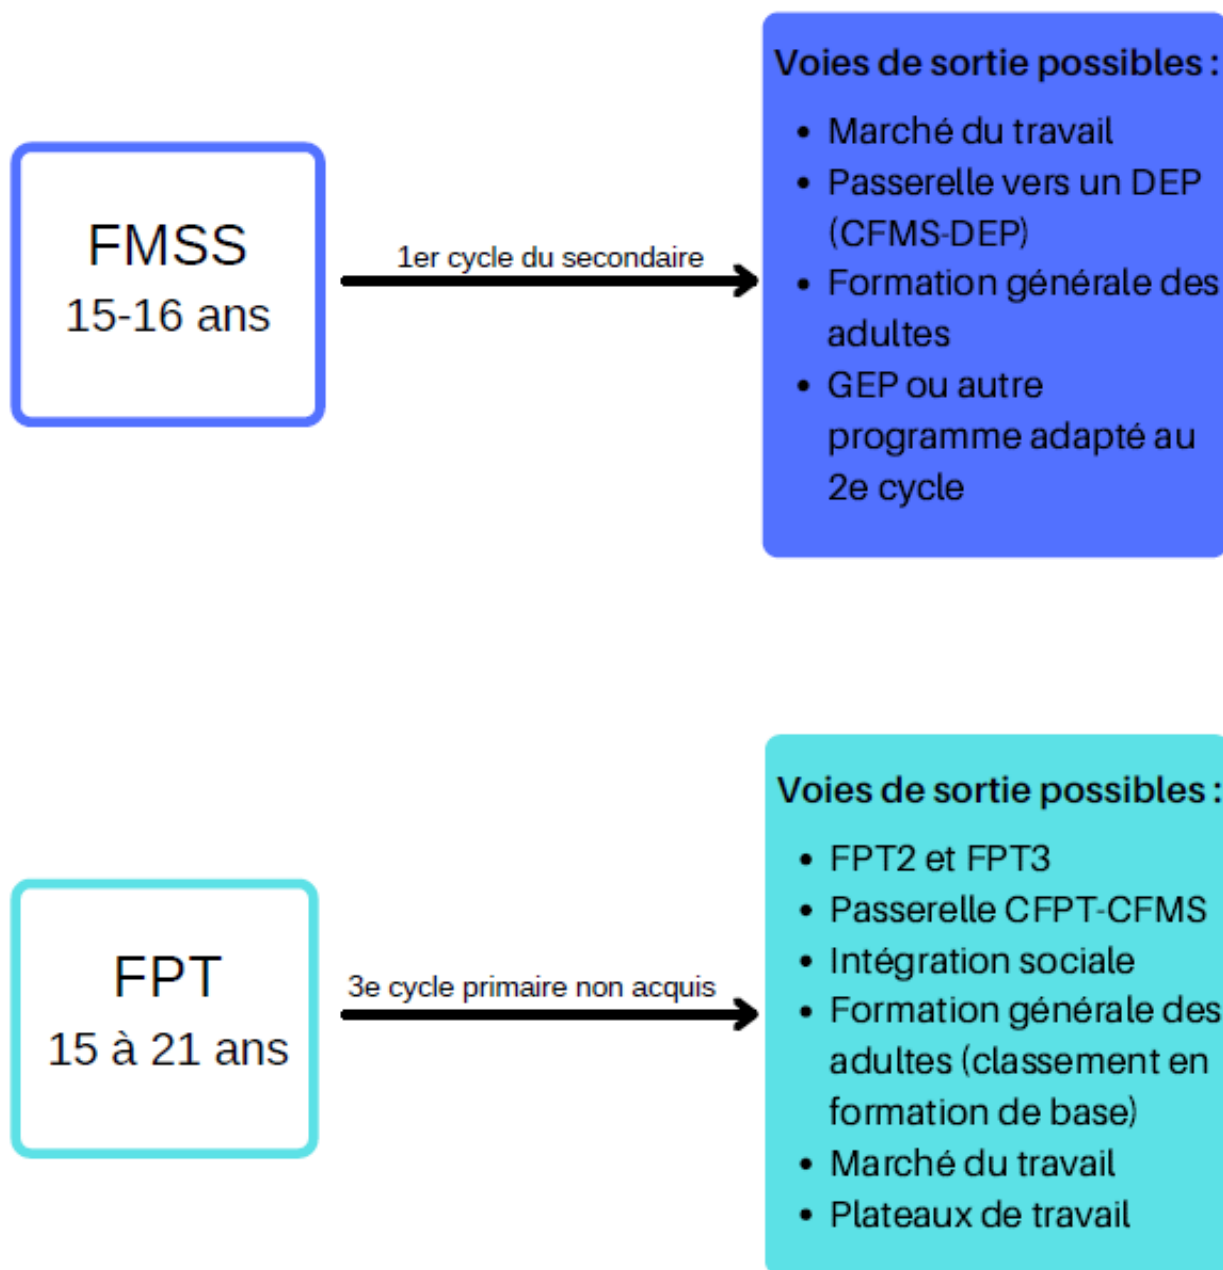 FMSS
15-16 ans
1er cycle du secondaire
Voies de sortie possibles :
• Marché du travail
• Passerelle vers un DEP
(CFMS-DEP)
• Formation générale des
adultes
• GEP ou autre
programme adapté au
2e cycle
FPT
15 à 21 ans
3e cycle primaire non acquis
Voies de sortie possibles :
• FPT2 et FPT3
• Passerelle CFPT-CFMS
• Intégration sociale
• Formation générale des
adultes (classement en
formation de base)
• Marché du travail
• Plateaux de travail